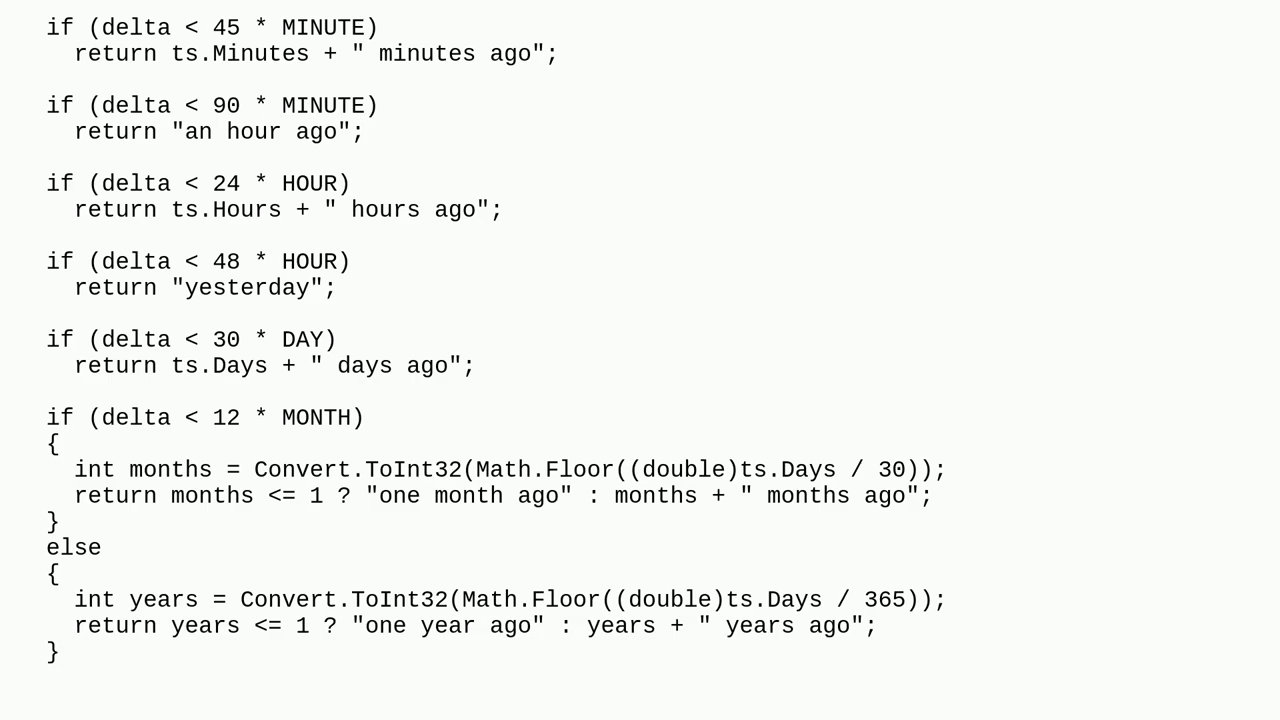 if (delta < 45 * MINUTE)
  return ts.Minutes + " minutes ago";

if (delta < 90 * MINUTE)
  return "an hour ago";

if (delta < 24 * HOUR)
  return ts.Hours + " hours ago";

if (delta < 48 * HOUR)
  return "yesterday";

if (delta < 30 * DAY)
  return ts.Days + " days ago";

if (delta < 12 * MONTH)
{
  int months = Convert.ToInt32(Math.Floor((double)ts.Days / 30));
  return months <= 1 ? "one month ago" : months + " months ago";
}
else
{
  int years = Convert.ToInt32(Math.Floor((double)ts.Days / 365));
  return years <= 1 ? "one year ago" : years + " years ago";
}